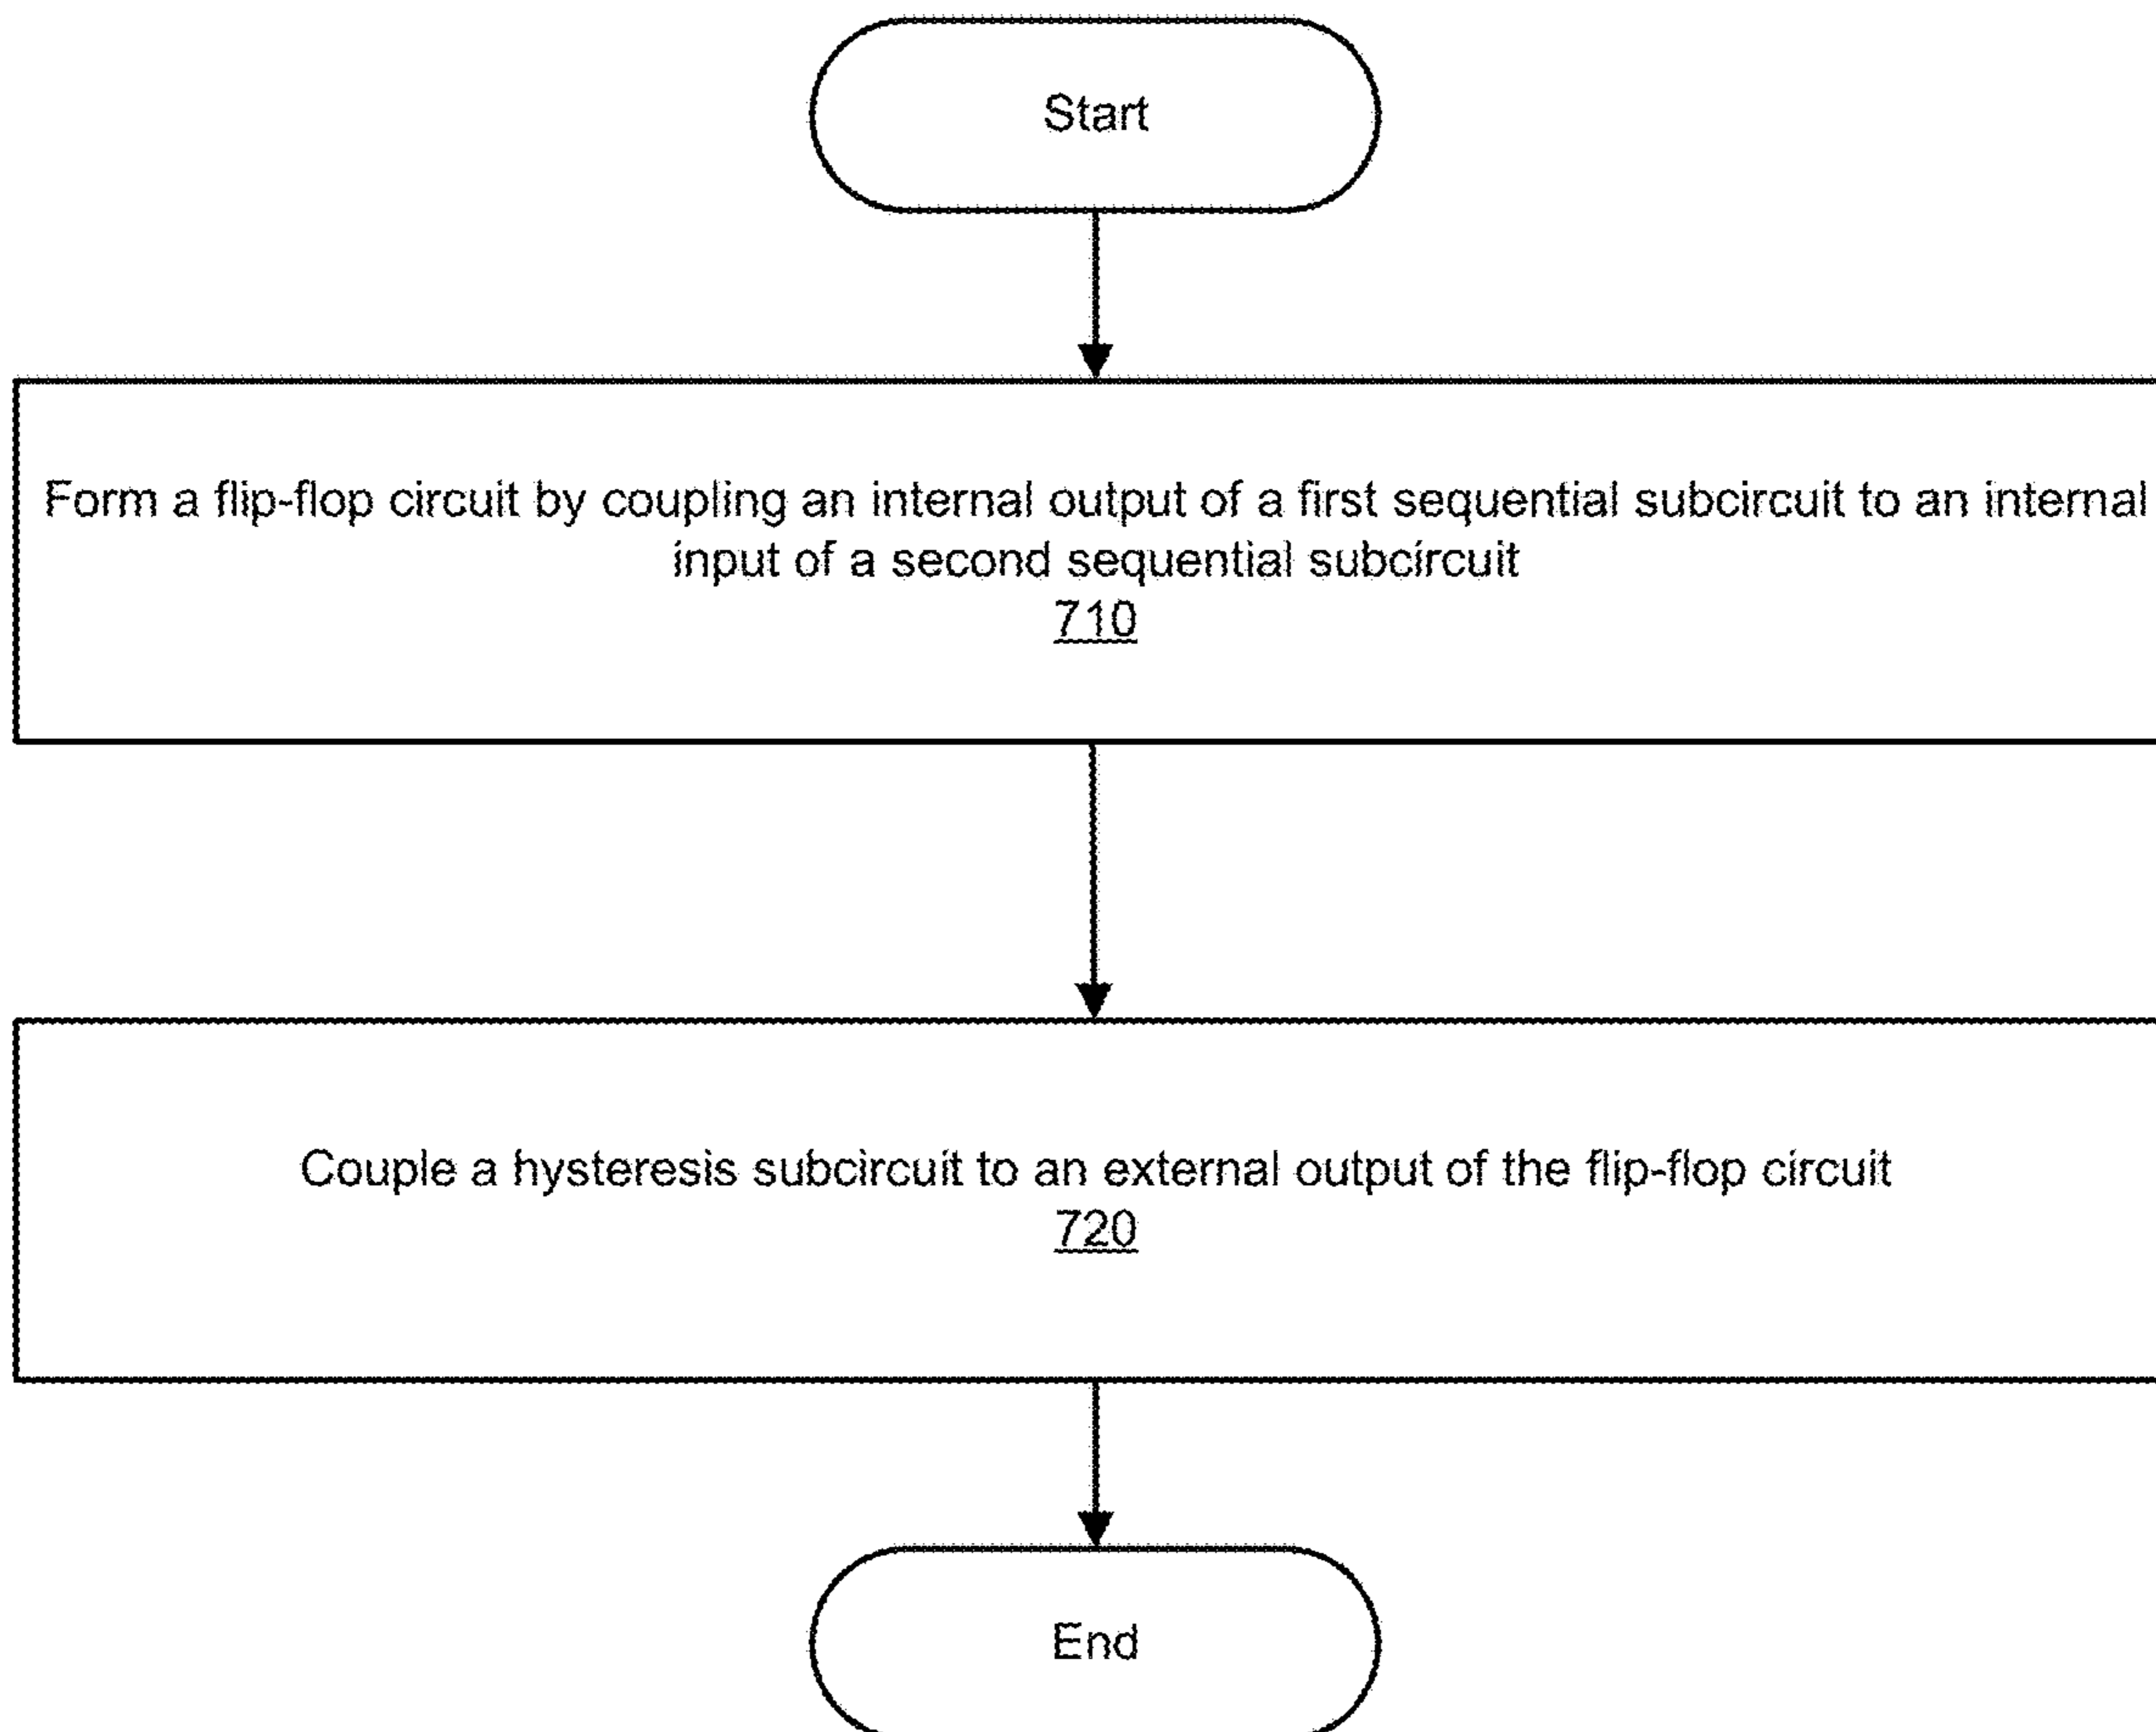 Start
Form a flip-flop circuit by coupling an internal output of a first sequential subcircuit to an internal
input of a second sequential subcircuit
710
Couple a hysteresis subcircuit to an external output of the flip-flop circuit
720
End